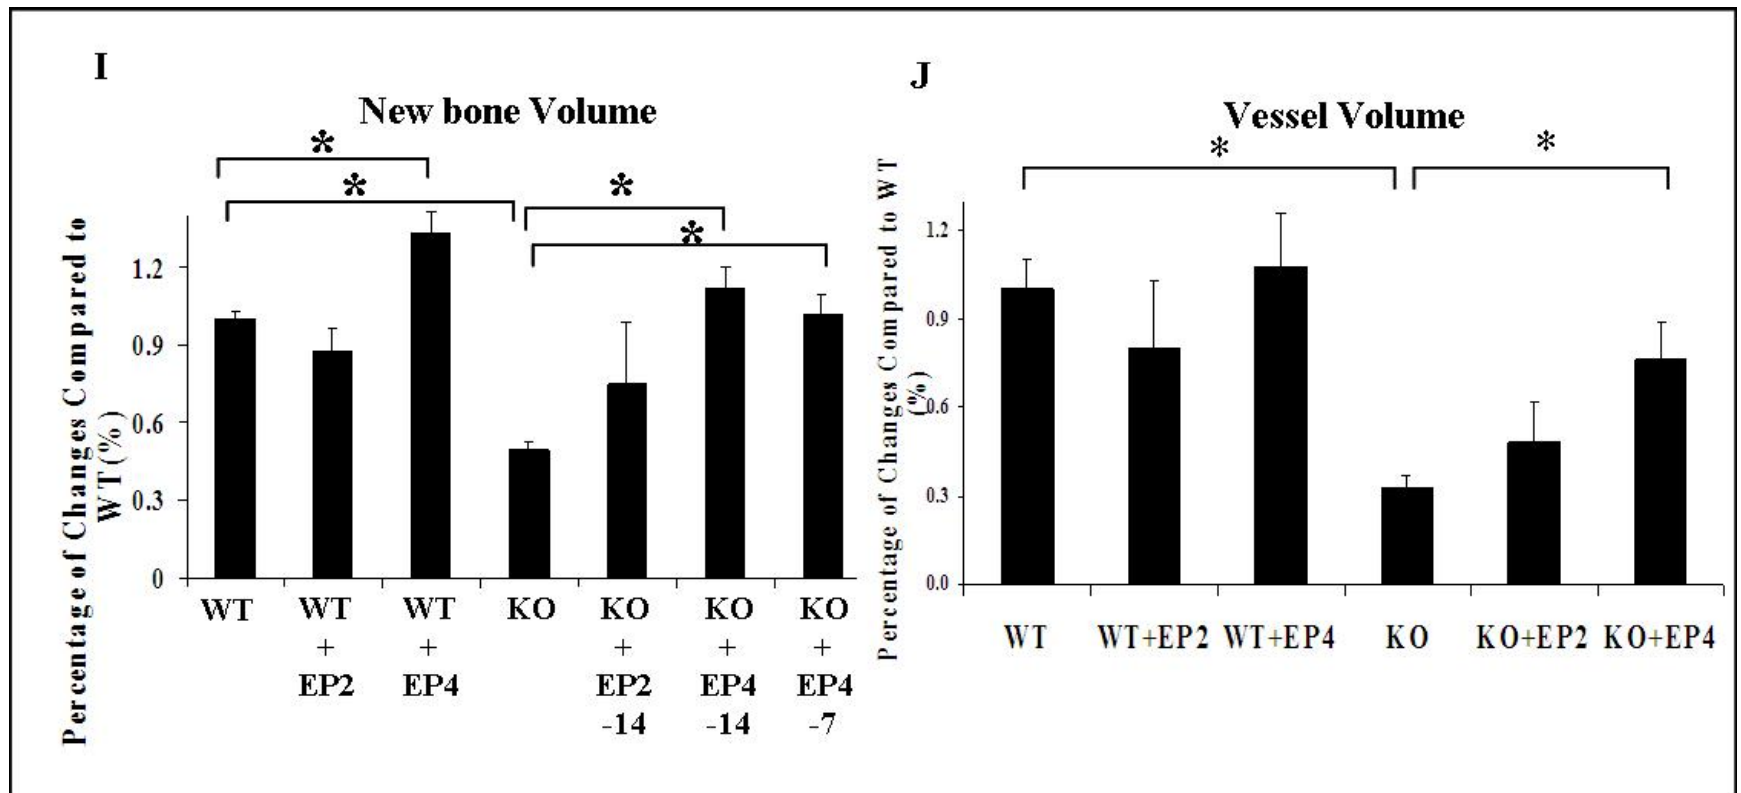 I
New bone Volume
*
*
*
*
Percentage of Changes Compared to
WT(%)
1.2
0.9
0.6
0.3
0
WT
WT
+
EP2
WT
+
EP4
KO
KO
+
EP2
-14
KO
+
EP4
-14
KO
+
EP4
-7
J
Vessel Volume
*
*
Percentage of Changes Compared to WT
(%)
1.2
0.9
0.6
0.3
0.0
WT
WT+EP2
WT+EP4
KO
KO+EP2
KO+EP4